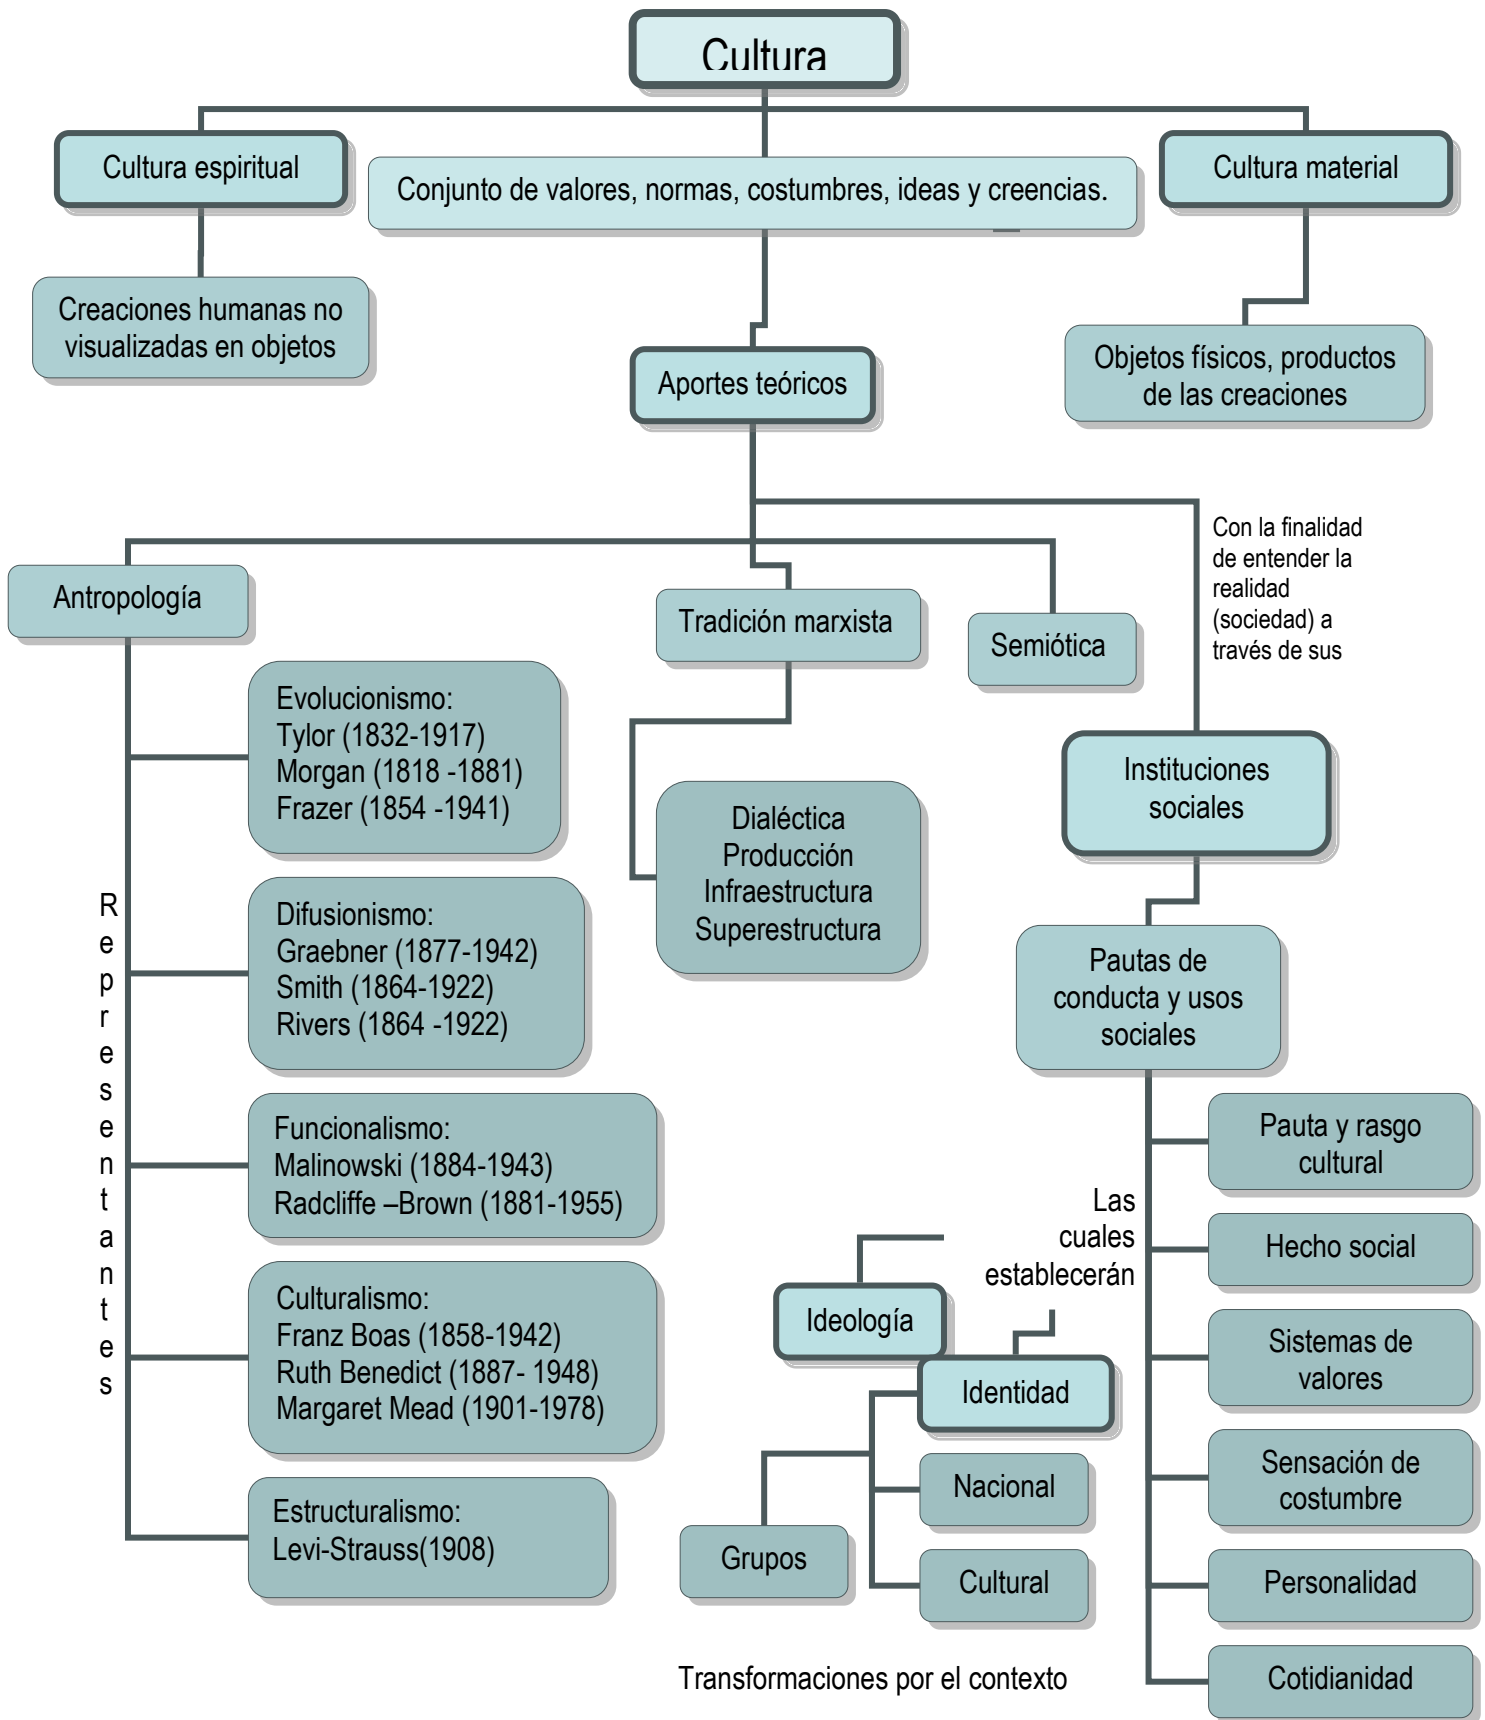 Cultura
Cultura espiritual
Conjunto de valores, normas, costumbres, ideas y creencias.
Cultura material
Creaciones humanas no
visualizadas en objetos
Objetos físicos, productos
de las creaciones
Aportes teóricos
Con la finalidad
de entender la
realidad
(sociedad) a
través de sus
Antropología
Tradición marxista
Semiótica
Representantes
Evolucionismo:
Tylor (1832-1917)
Morgan (1818 -1881)
Frazer (1854 -1941)
Difusionismo:
Graebner (1877-1942)
Smith (1864-1922)
Rivers (1864 -1922)
Funcionalismo:
Malinowski (1884-1943)
Radcliffe –Brown (1881-1955)
Culturalismo:
Franz Boas (1858-1942)
Ruth Benedict (1887- 1948)
Margaret Mead (1901-1978)
Estructuralismo:
Levi-Strauss(1908)
Dialéctica
Producción
Infraestructura
Superestructura
Instituciones
sociales
Pautas de
conducta y usos
sociales
Pauta y rasgo
cultural
Hecho social
Sistemas de
valores
Sensación de
costumbre
Personalidad
Cotidianidad
Las
cuales
establecerán
Ideología
Identidad
Nacional
Grupos
Cultural
Transformaciones por el contexto